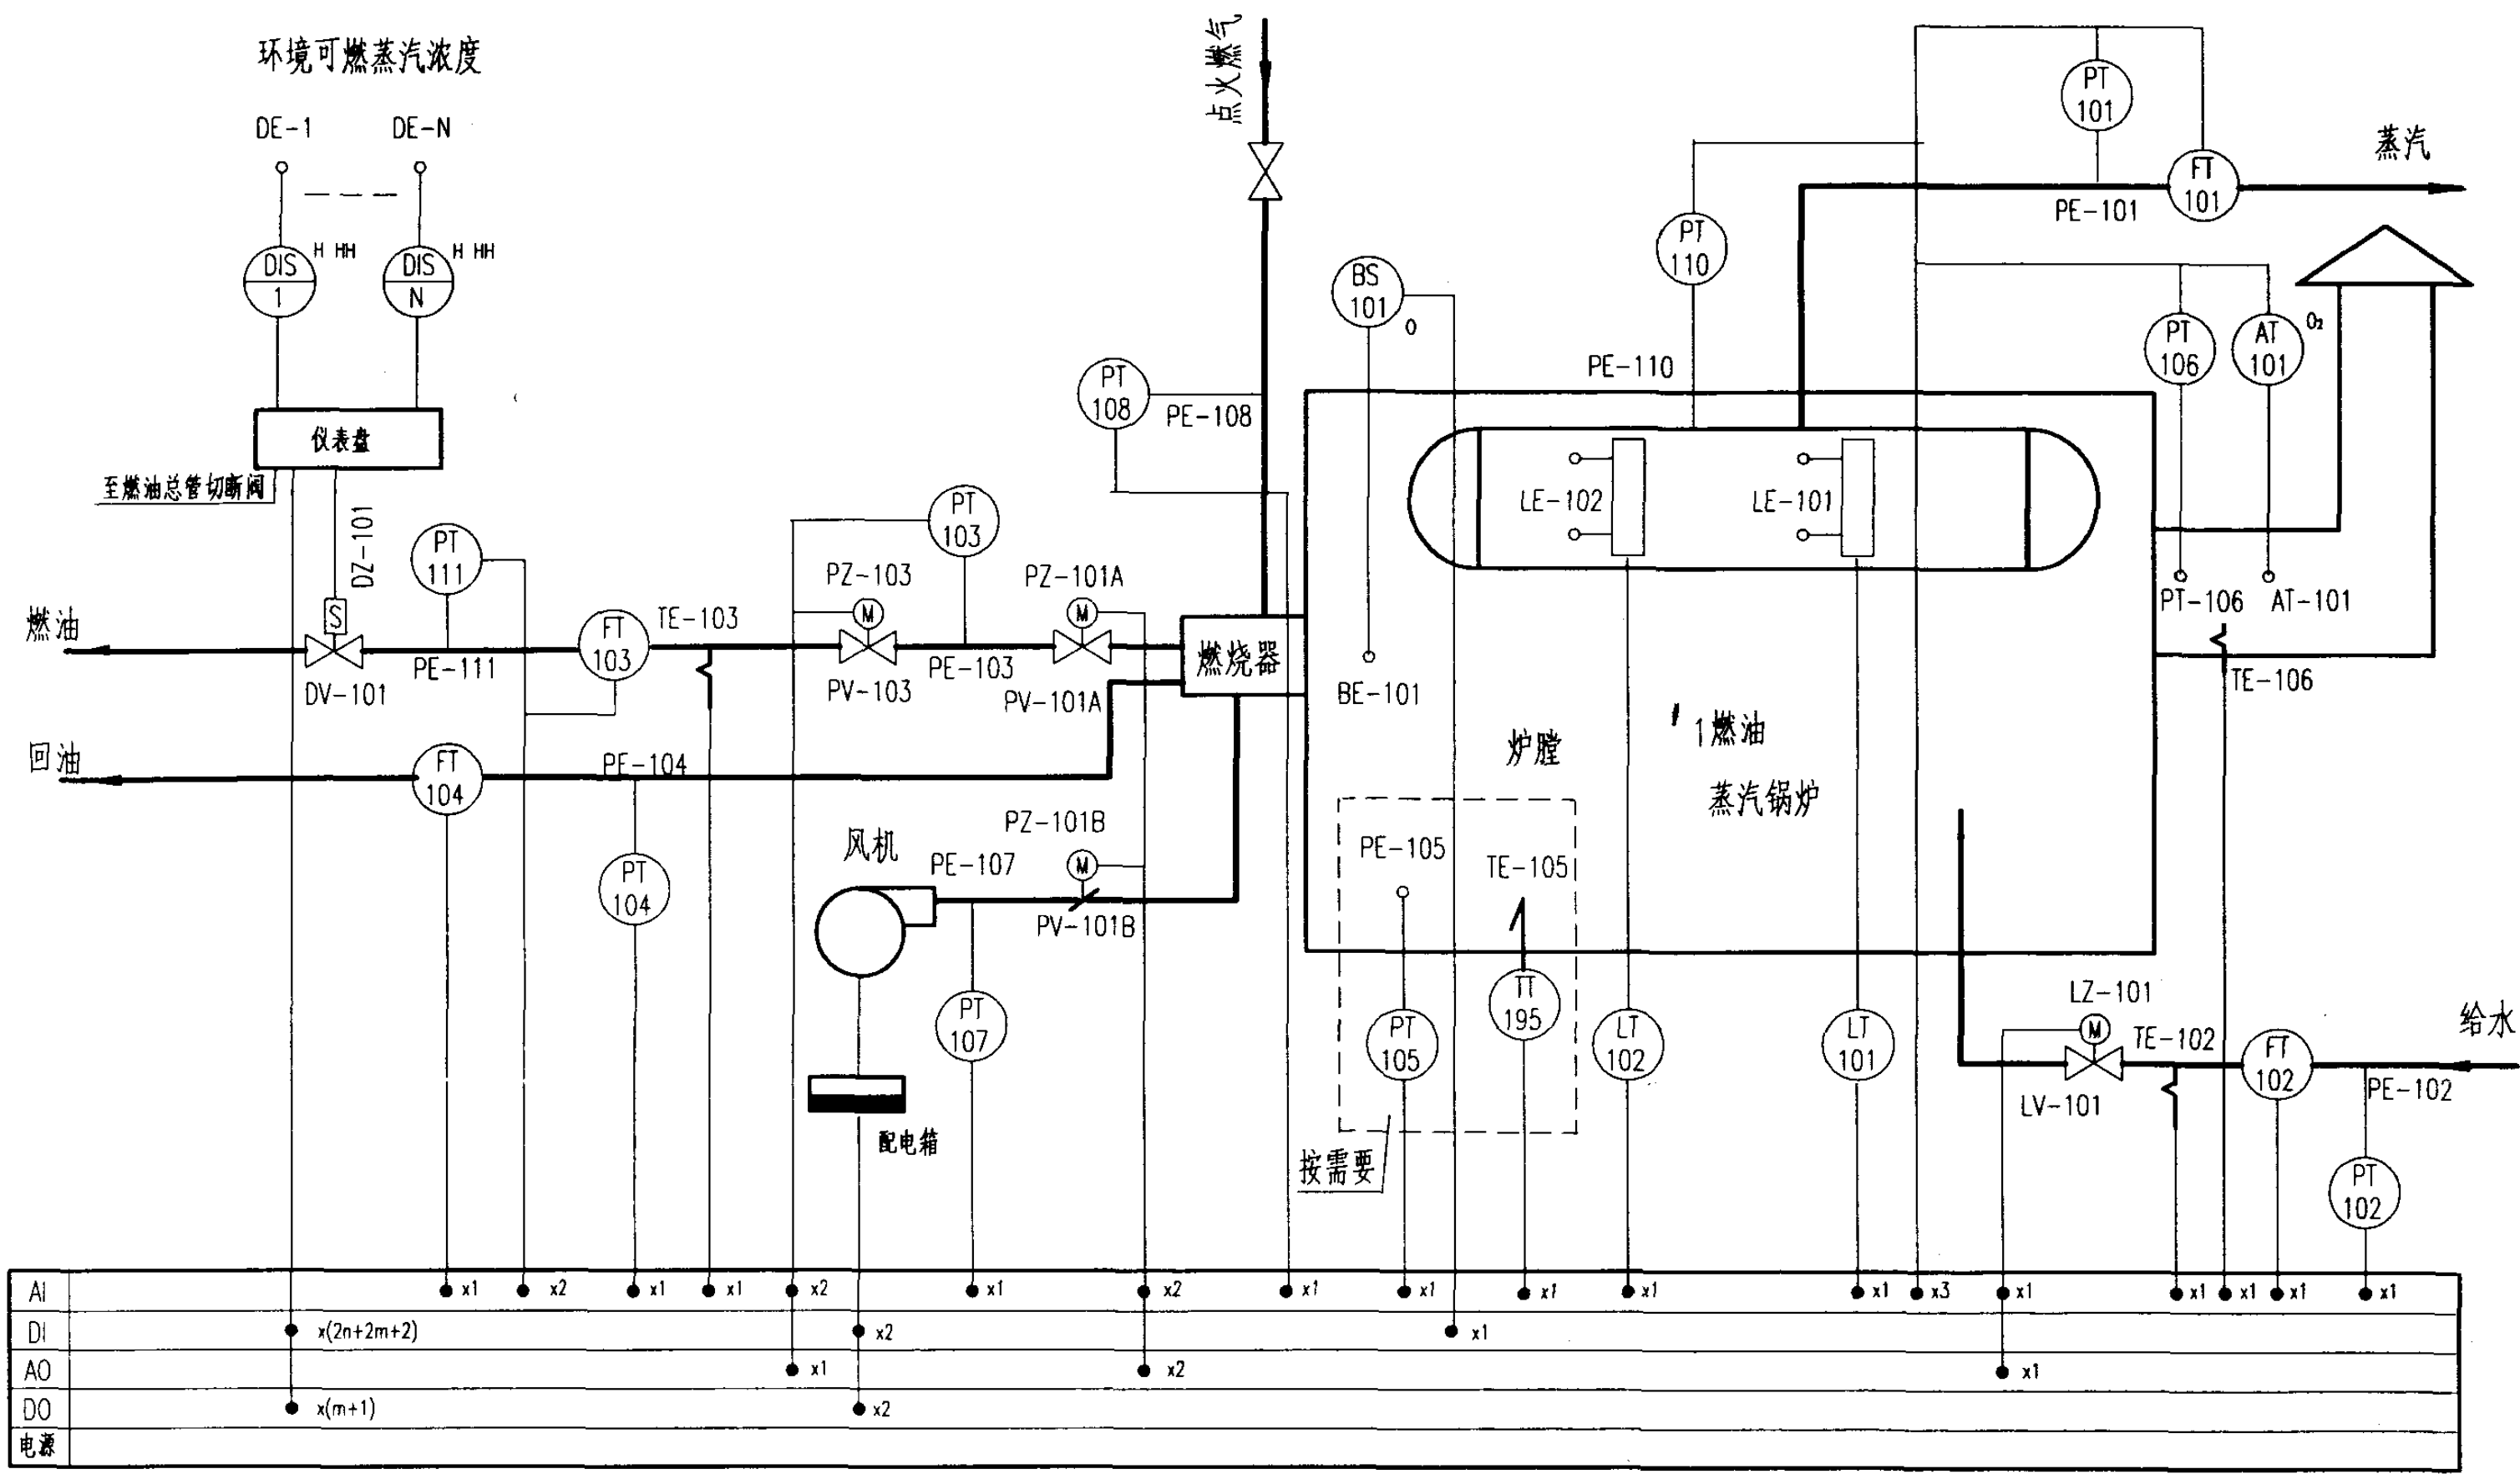 环境可燃蒸汽浓度
DE-1
DE-N
DIS
1
H HH
DIS
N
H HH
仪表盘
至燃油总管切断阀
DZ-101
S
燃油
DV-101
PT
111
PE-111
FT
103
TE-103
PZ-103
M
PV-103
PT
103
PE-103
PZ-101A
M
PV-101A
回油
FT
104
PE-104
PT
104
风机
PE-107
PZ-101B
M
PV-101B
PT
107
配电箱
点火燃气
PT
108
PE-108
燃烧器
BS
101
O
BE-101
PE-110
PT
110
PT
101
FT
101
PE-101
蒸汽
PT
106
AT
101
O₂
PT-106
AT-101
TE-106
LE-102
LE-101
炉膛
1燃油
蒸汽锅炉
PE-105
TE-105
PT
105
TT
195
按需要
LT
102
LT
101
LZ-101
M
LV-101
TE-102
FT
102
PE-102
给水
PT
102
AI
x1
x2
x1
x1
x2
x1
x2
x1
x1
x1
x1
x1
x3
x1
x1
x1
x1
x1
DI
x(2n+2m+2)
x2
x1
AO
x1
x2
x1
DO
x(m+1)
x2
电源